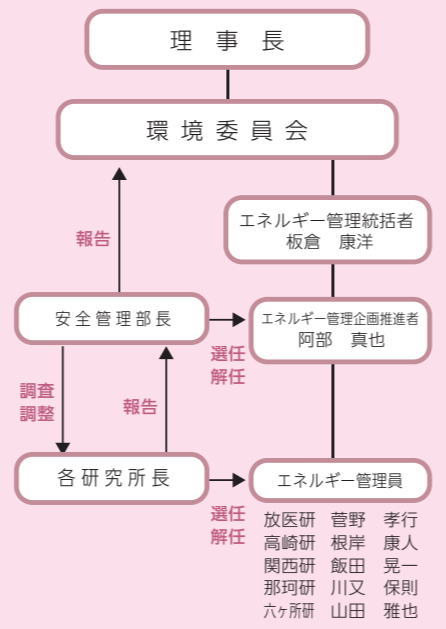 理事長
環境委員会
エネルギー管理統括者
板倉 康洋
報告
安全管理部長
エネルギー管理企画推進者
阿部 真也
選任
解任
調査
調整
報告
各研究所長
エネルギー管理員
選任
解任
放医研 菅野 孝行
高崎研 根岸 康人
関西研 飯田 晃一
那珂研 川又 保則
六ヶ所研 山田 雅也